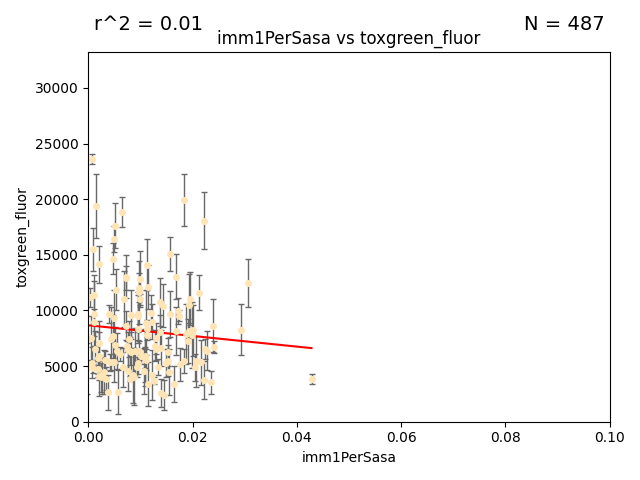 r^2 = 0.01
N = 487
imm1PerSasa vs toxgreen_fluor
toxgreen_fluor
30000
25000
20000
15000
10000
5000
0
0.00 0.02 0.04 0.06 0.08 0.10
imm1PerSasa